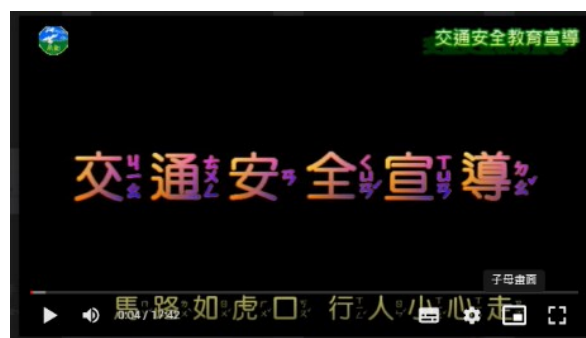 交通安全教育宣導
交通安全宣導
子母畫面
馬路如虎口 行人小心走
0:04 / 17:42